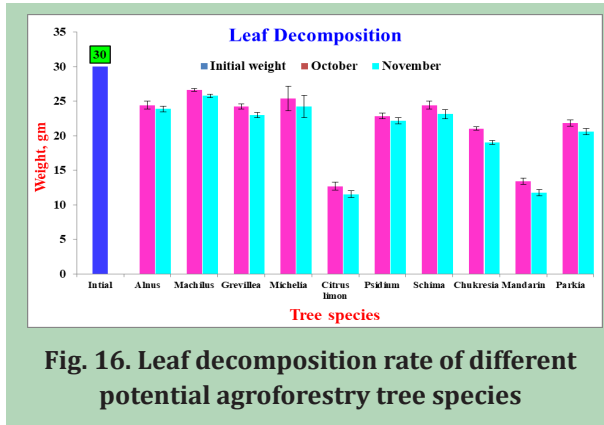 Leaf Decomposition
Initial weight October November
30
Weight, gm
35
30
25
20
15
10
5
0
Intial Alnus Machilus Grevillea Michelia Citrus limon Psidium Schima Chukresia Mandarin Parkia
Tree species
Fig. 16. Leaf decomposition rate of different
potential agroforestry tree species